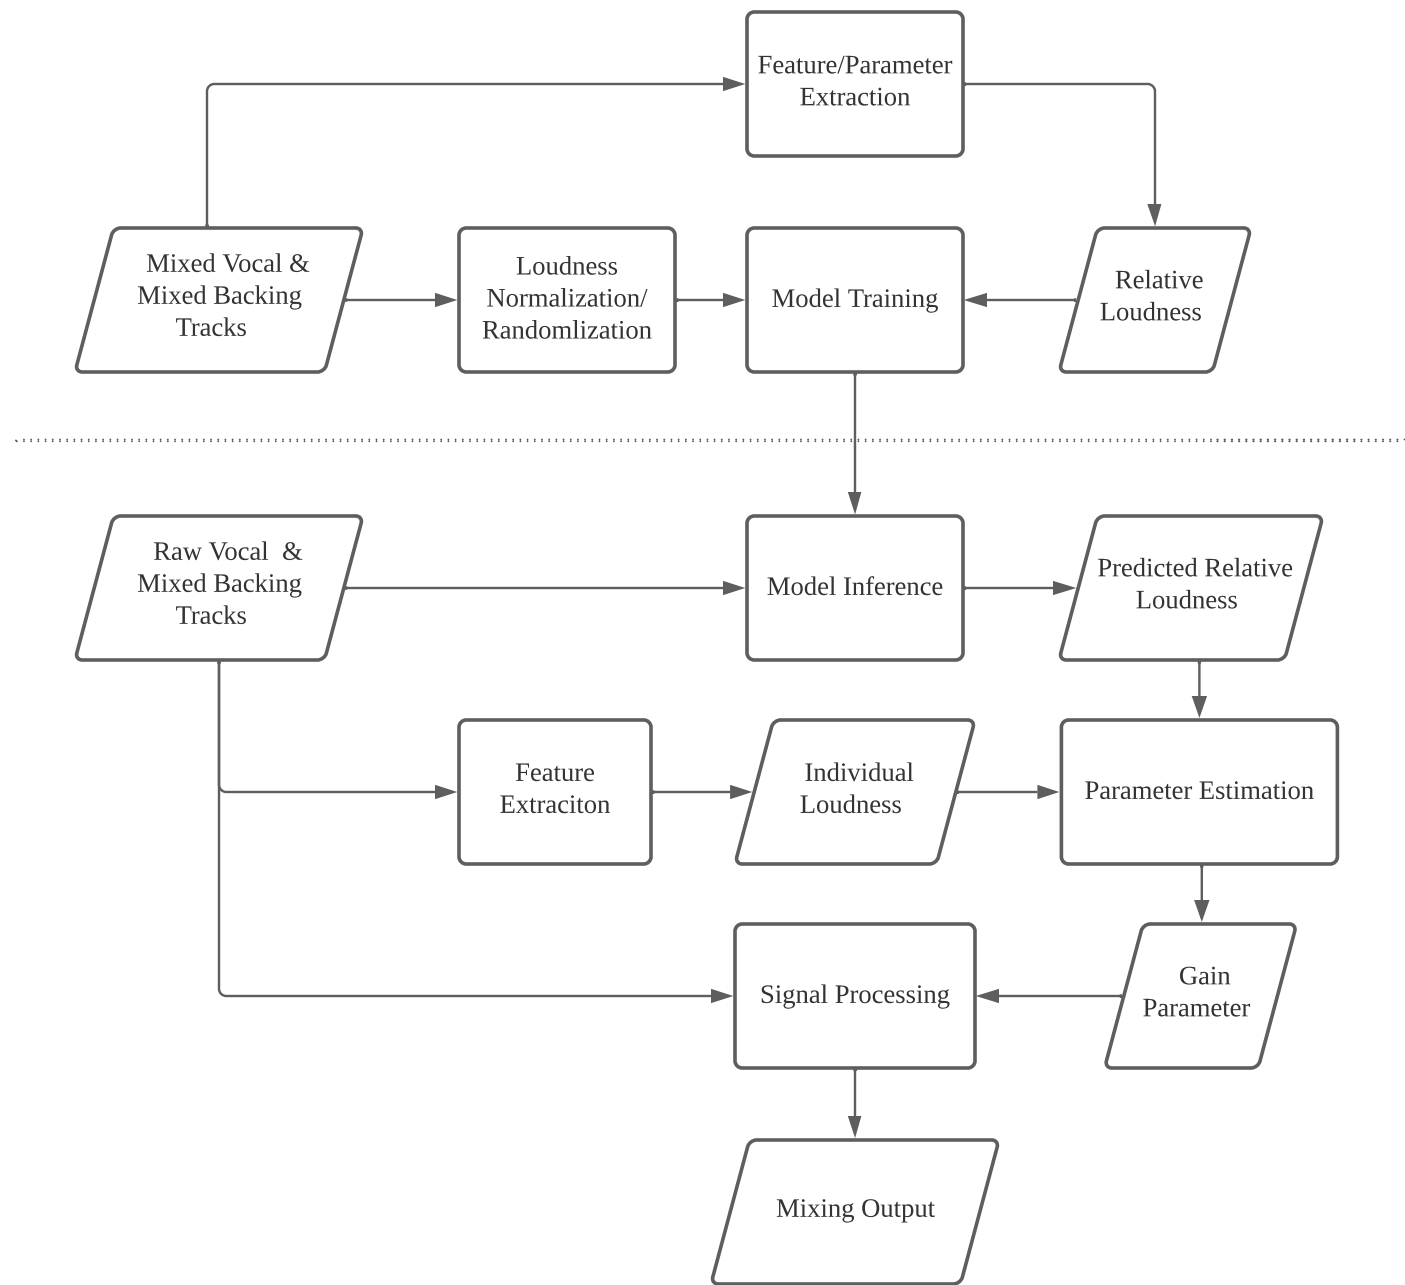 Feature/Parameter
Extraction
Mixed Vocal &
Mixed Backing
Tracks
Loudness
Normalization/
Randomlization
Model Training
Relative
Loudness
Raw Vocal &
Mixed Backing
Tracks
Model Inference
Predicted Relative
Loudness
Feature
Extraciton
Individual
Loudness
Parameter Estimation
Signal Processing
Gain
Parameter
Mixing Output